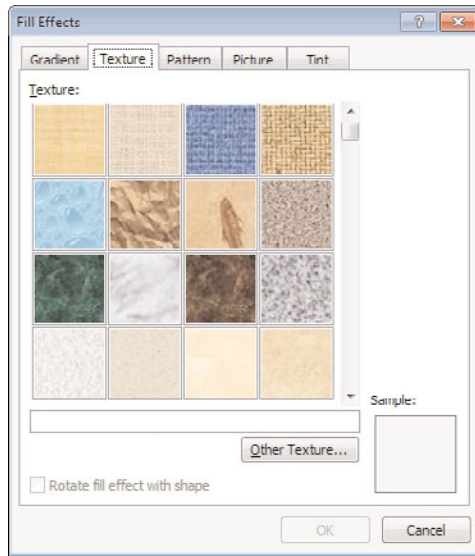 Fill Effects
Gradient Texture Pattern Picture Tint
Texture:
Sample:
Other Texture...
Rotate fill effect with shape
OK Cancel